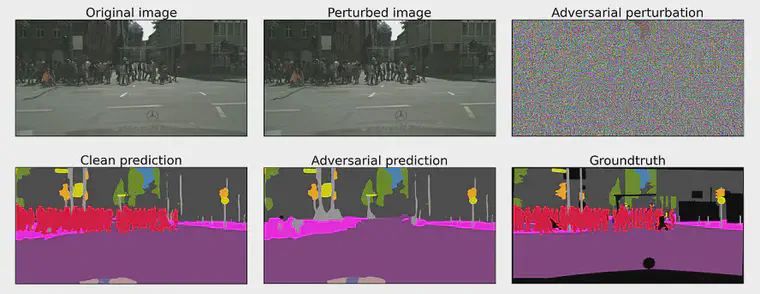 Original image
Perturbed image
Adversarial perturbation
Clean prediction
Adversarial prediction
Groundtruth